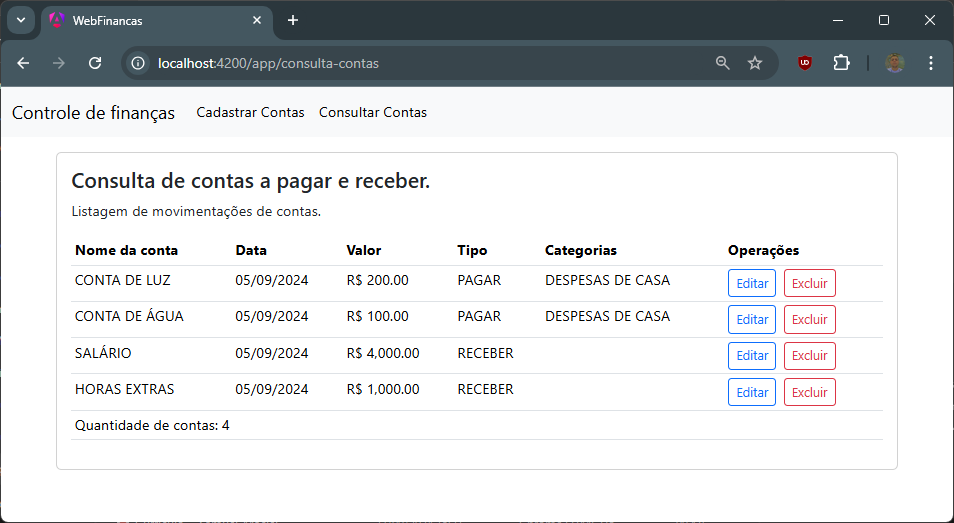 WebFinancas
localhost:4200/app/consulta-contas
Controle de finanças Cadastrar Contas Consultar Contas
Consulta de contas a pagar e receber.
Listagem de movimentações de contas.
Nome da conta Data Valor Tipo Categorias Operações
CONTA DE LUZ 05/09/2024 R$ 200.00 PAGAR DESPESAS DE CASA Editar Excluir
CONTA DE ÁGUA 05/09/2024 R$ 100.00 PAGAR DESPESAS DE CASA Editar Excluir
SALÁRIO 05/09/2024 R$ 4,000.00 RECEBER Editar Excluir
HORAS EXTRAS 05/09/2024 R$ 1,000.00 RECEBER Editar Excluir
Quantidade de contas: 4